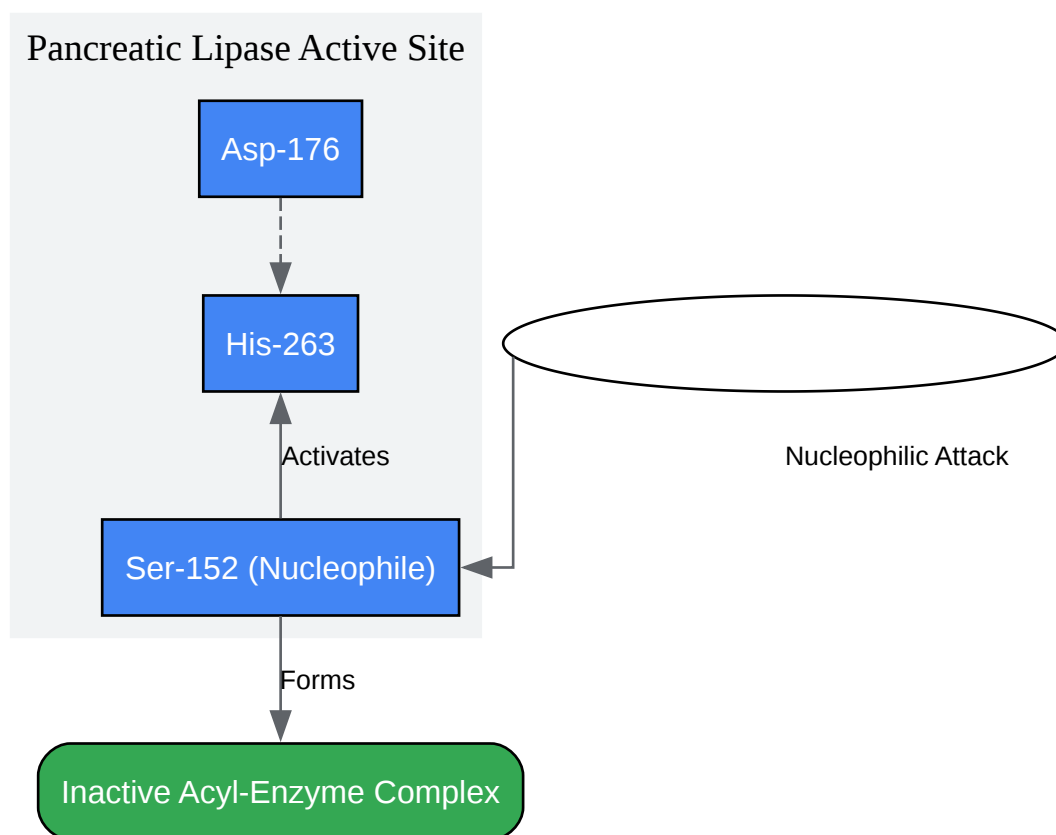 Pancreatic Lipase Active Site
Asp-176
His-263
Activates
Nucleophilic Attack
Ser-152 (Nucleophile)
Forms
Inactive Acyl-Enzyme Complex